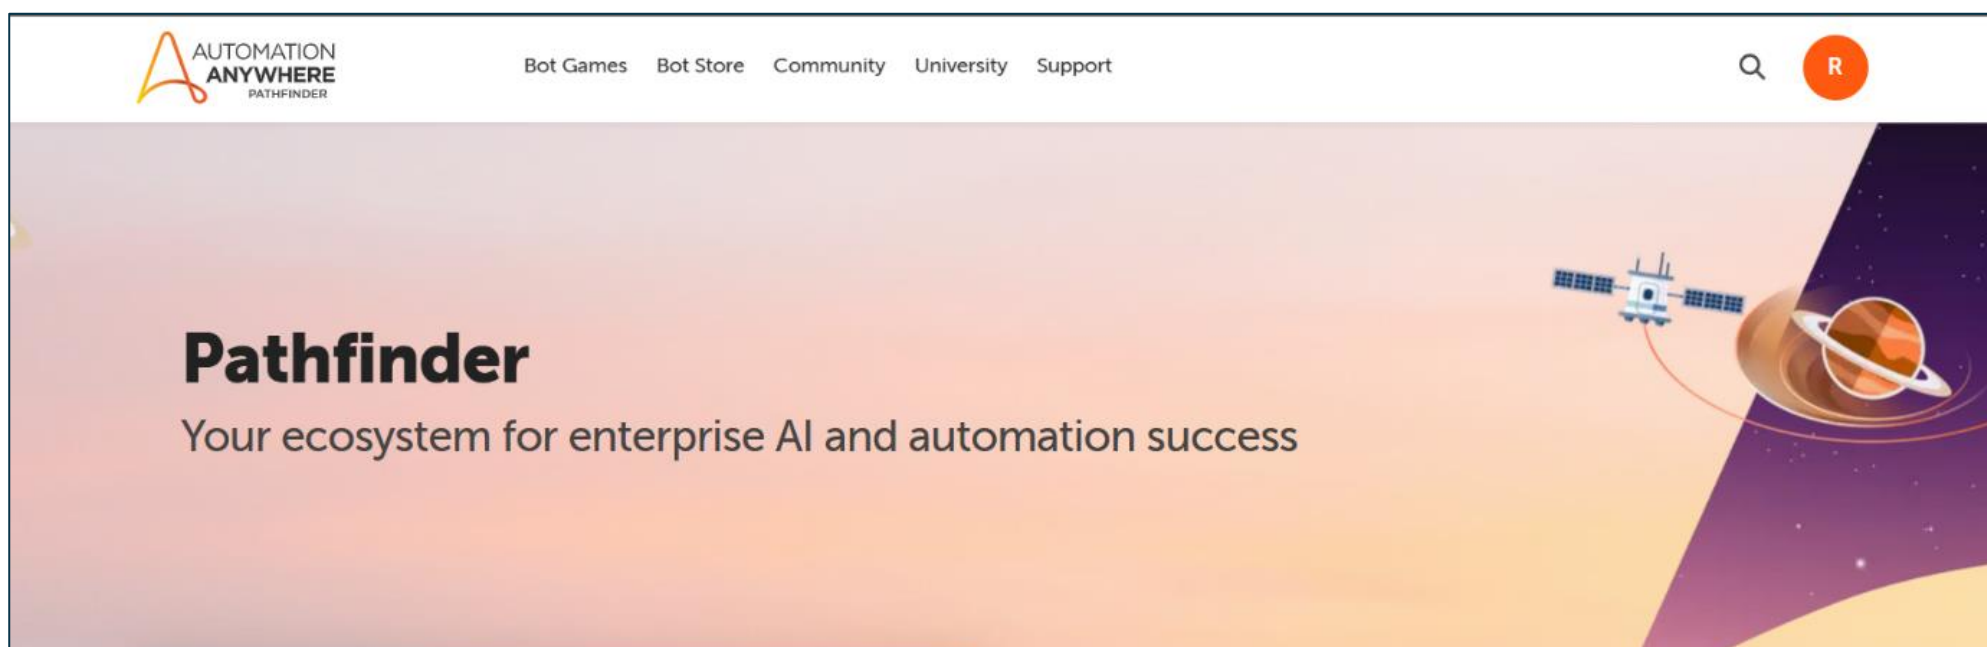 AUTOMATION
ANYWHERE
PATHFINDER
Bot Games Bot Store Community University Support
R
Pathfinder
Your ecosystem for enterprise AI and automation success